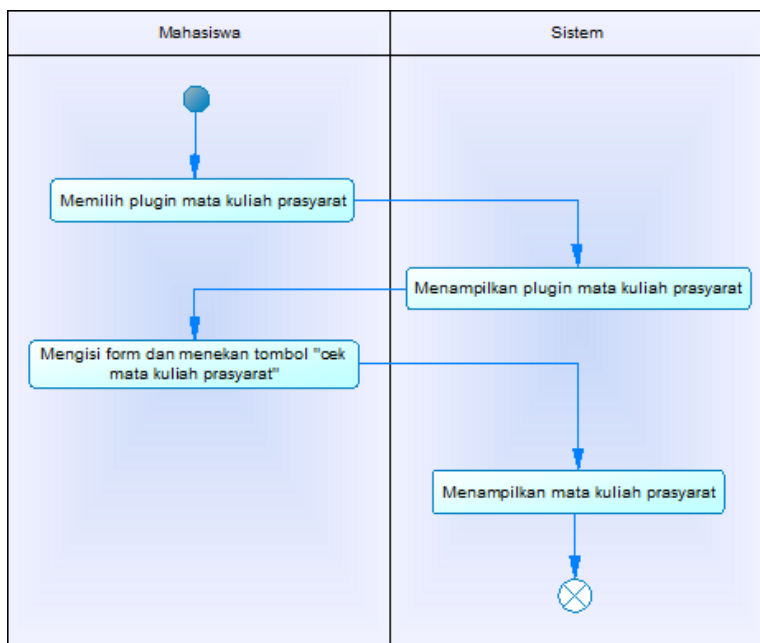 Mahasiswa
Sistem
Memilih plugin mata kuliah prasyarat
Menampilkan plugin mata kuliah prasyarat
Mengisi form dan menekan tombol "cek
mata kuliah prasyarat"
Menampilkan mata kuliah prasyarat